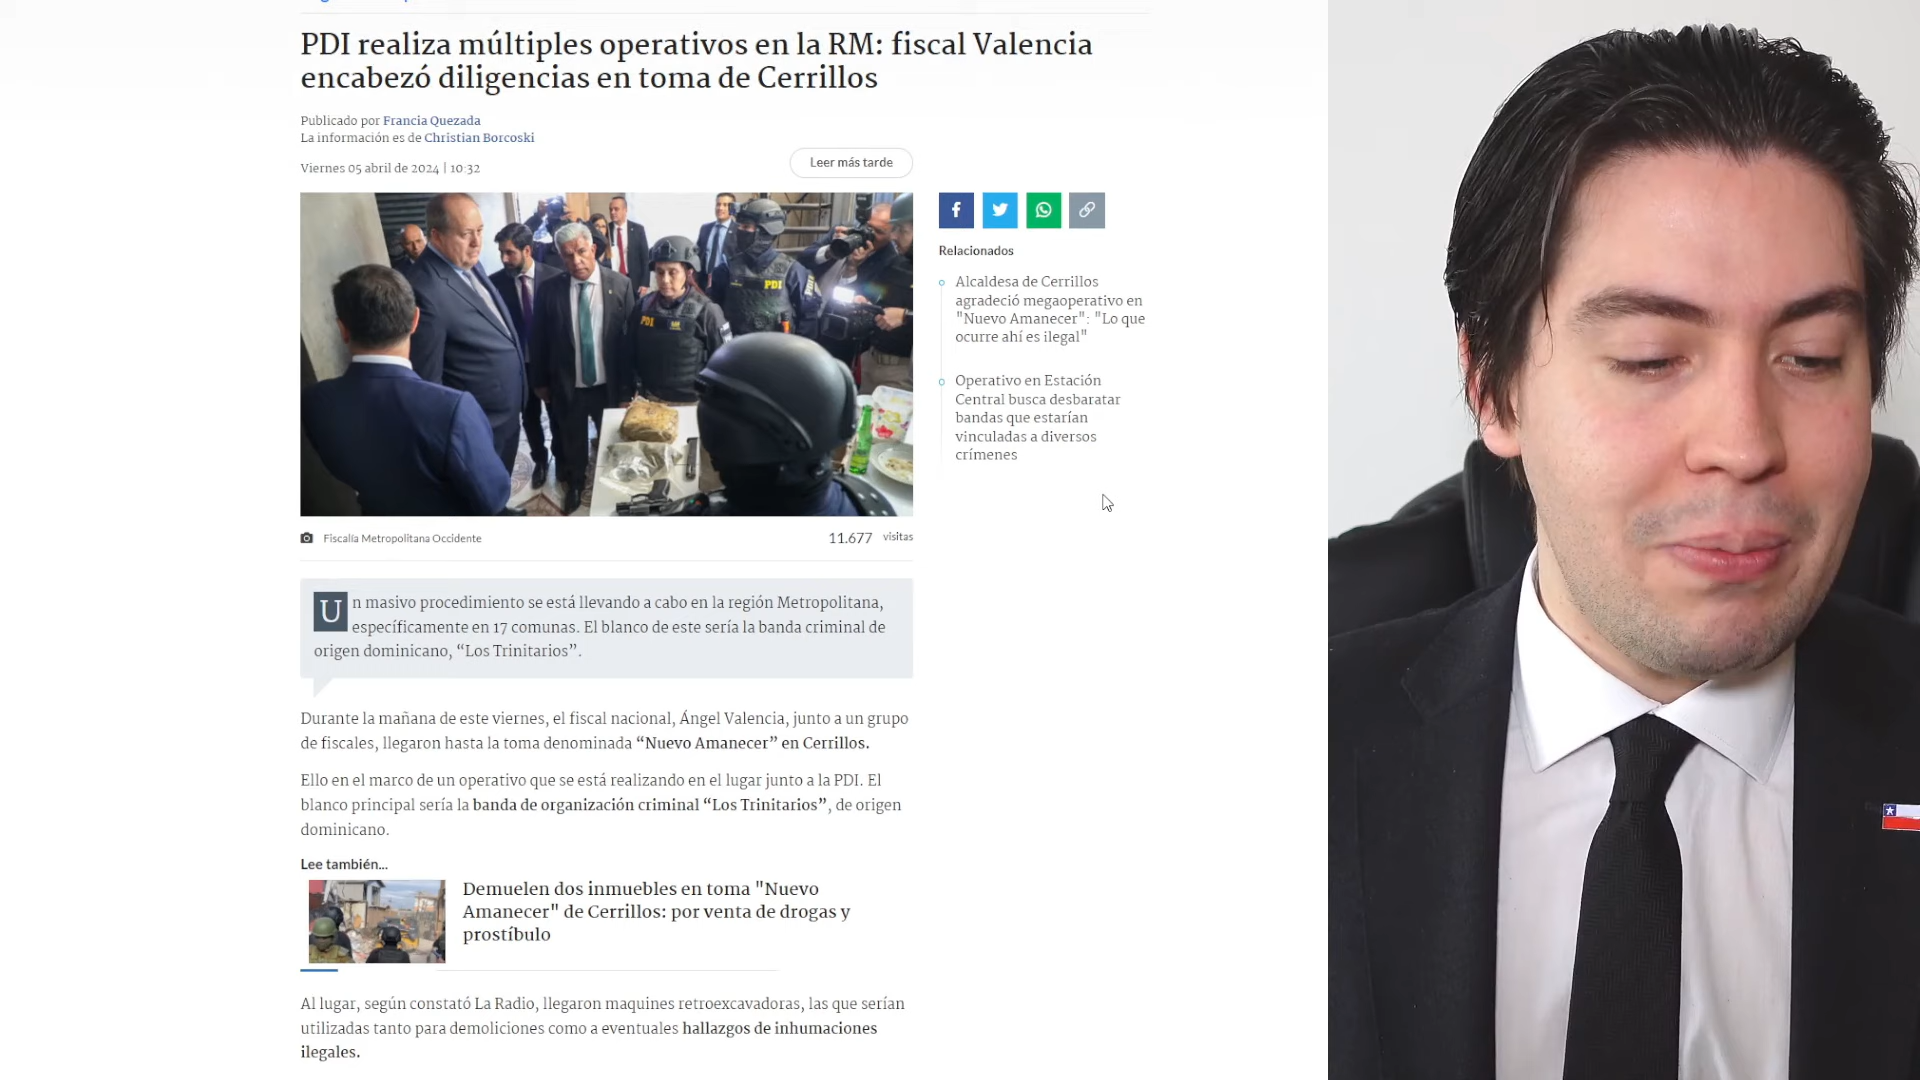 PDI realiza múltiples operativos en la RM: fiscal Valencia
encabezó diligencias en toma de Cerrillos
Publicado por Francia Quezada
La información es de Christian Borcoski
Viernes 05 abril de 2024 | 10:32
Leer más tarde
PDI
PDI
Fiscalía Metropolitana Occidente
11.677 visitas
Relacionados
Alcaldesa de Cerrillos
agradeció megaoperativo en
"Nuevo Amanecer": "Lo que
ocurre ahí es ilegal"
Operativo en Estación
Central busca desbaratar
bandas que estarían
vinculadas a diversos
crímenes
Un masivo procedimiento se está llevando a cabo en la región Metropolitana,
específicamente en 17 comunas. El blanco de este sería la banda criminal de
origen dominicano, “Los Trinitarios”.
Durante la mañana de este viernes, el fiscal nacional, Ángel Valencia, junto a un grupo
de fiscales, llegaron hasta la toma denominada “Nuevo Amanecer” en Cerrillos.
Ello en el marco de un operativo que se está realizando en el lugar junto a la PDI. El
blanco principal sería la banda de organización criminal “Los Trinitarios”, de origen
dominicano.
Lee también...
Demuelen dos inmuebles en toma "Nuevo
Amanecer" de Cerrillos: por venta de drogas y
prostíbulo
Al lugar, según constató La Radio, llegaron maquines retroexcavadoras, las que serían
utilizadas tanto para demoliciones como a eventuales hallazgos de inhumaciones
ilegales.